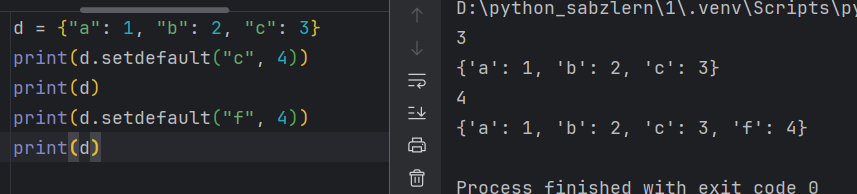 d = {"a": 1, "b": 2, "c": 3}
print(d.setdefault("c", 4))
print(d)
print(d.setdefault("f", 4))
print(d)
D:\python_sabzlern\1\.venv\Scripts\py
3
{'a': 1, 'b': 2, 'c': 3}
4
{'a': 1, 'b': 2, 'c': 3, 'f': 4}
Process finished with exit code 0